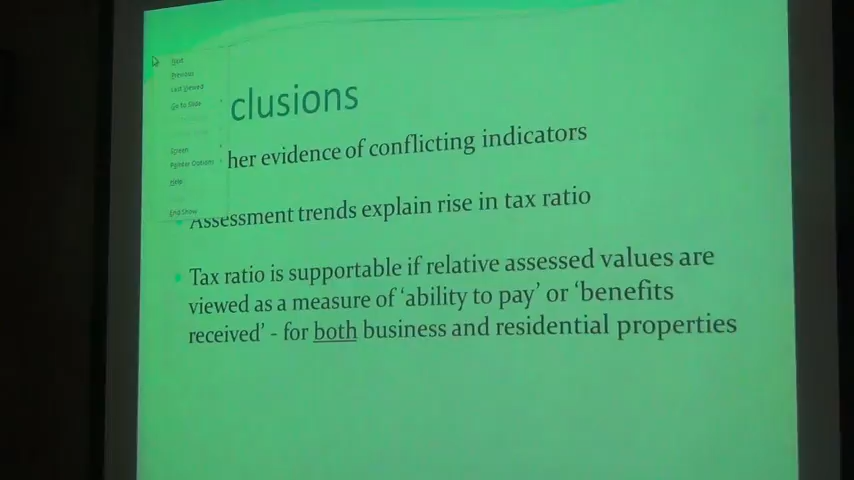 Next
Previous
Last Viewed
Go to Slide
Screen
Pointer Options
Help
End Show
clusions
her evidence of conflicting indicators
Assessment trends explain rise in tax ratio
Tax ratio is supportable if relative assessed values are
viewed as a measure of ‘ability to pay’ or ‘benefits
received’ - for both business and residential properties